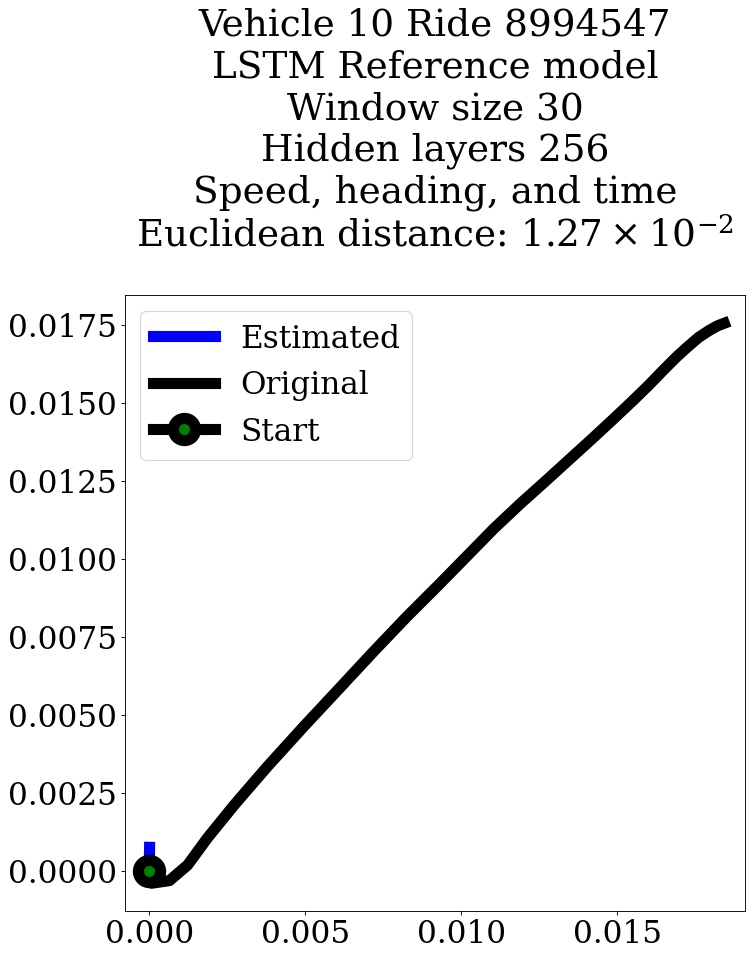 Vehicle 10 Ride 8994547
LSTM Reference model
Window size 30
Hidden layers 256
Speed, heading, and time
Euclidean distance: 1.27 × 10⁻²
Estimated
Original
Start
0.0175
0.0150
0.0125
0.0100
0.0075
0.0050
0.0025
0.0000
0.000 0.005 0.010 0.015